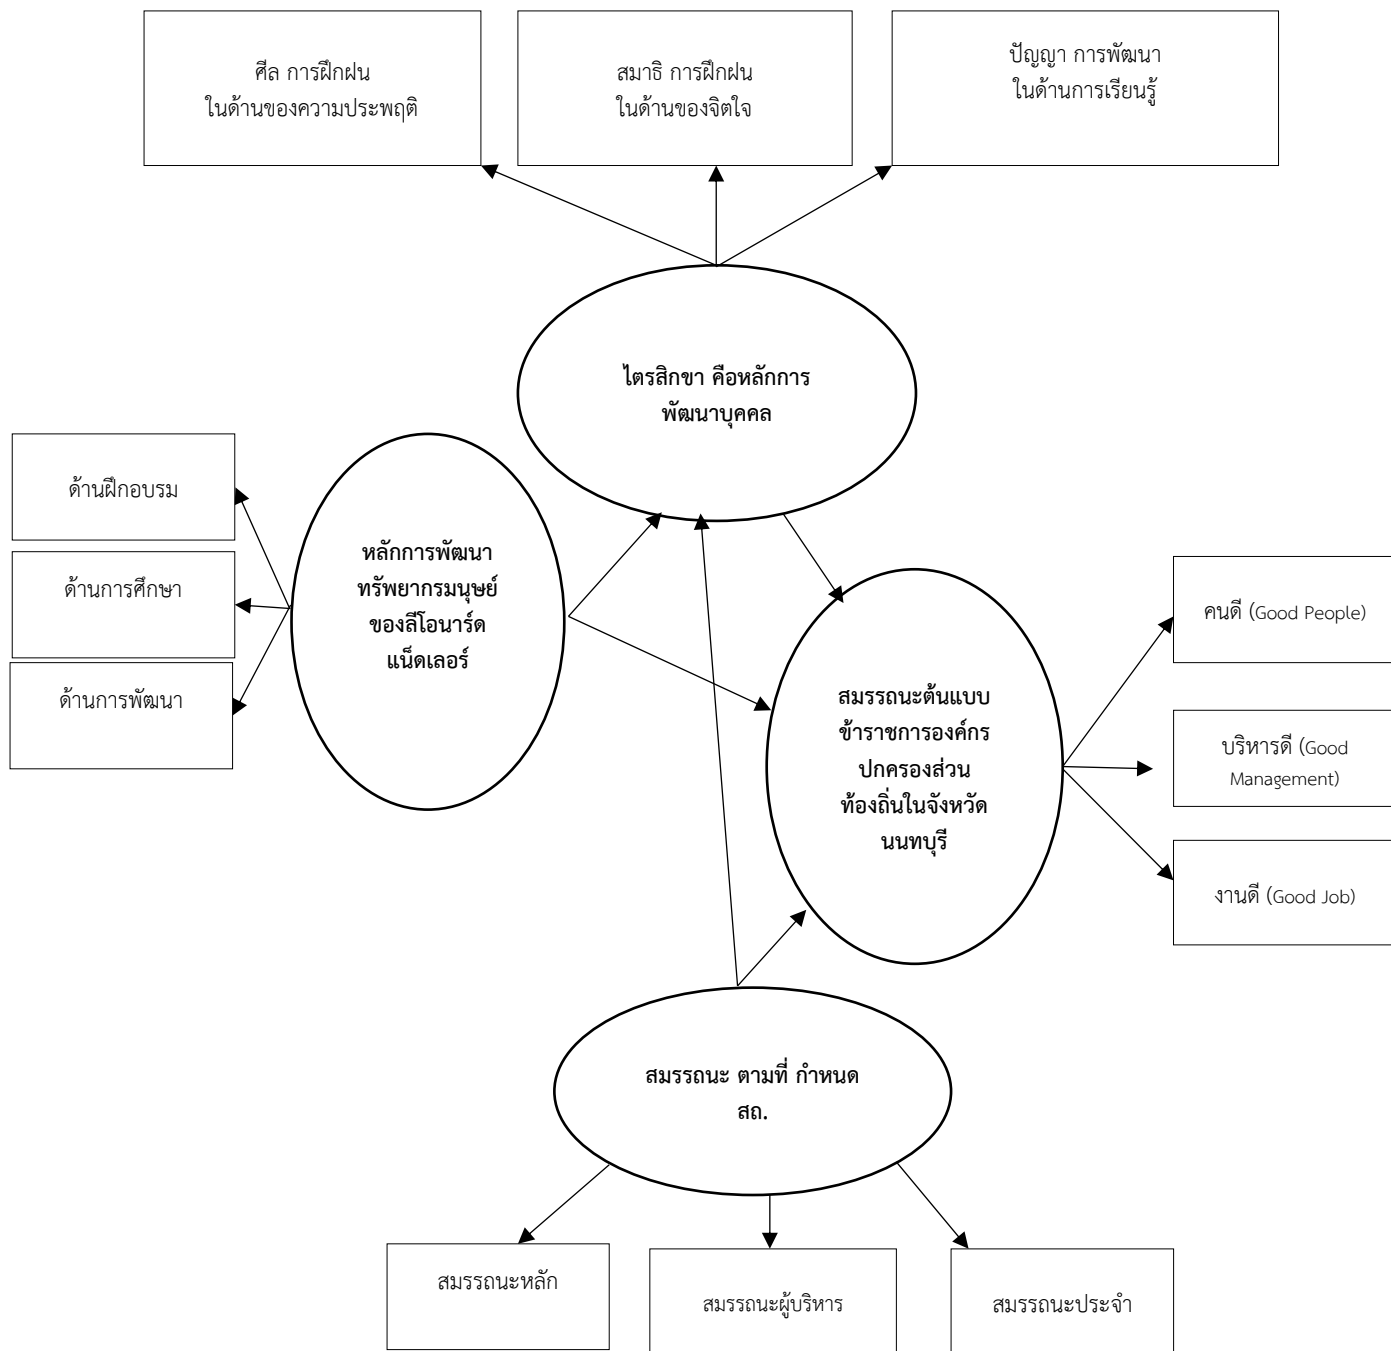 ศีล การฝึกฝน
ในด้านของความประพฤติ
สมาธิ การฝึกฝน
ในด้านของจิตใจ
ปัญญา การพัฒนา
ในด้านการเรียนรู้
ไตรสิกขา คือหลักการ
พัฒนาบุคคล
ด้านฝึกอบรม
ด้านการศึกษา
ด้านการพัฒนา
หลักการพัฒนา
ทรัพยากรมนุษย์
ของลีโอนาร์ด
แน็ดเลอร์
สมรรถนะต้นแบบ
ข้าราชการองค์กร
ปกครองส่วน
ท้องถิ่นในจังหวัด
นนทบุรี
คนดี (Good People)
บริหารดี (Good
Management)
งานดี (Good Job)
สมรรถนะ ตามที่ กำหนด
สถ.
สมรรถนะหลัก
สมรรถนะผู้บริหาร
สมรรถนะประจำ